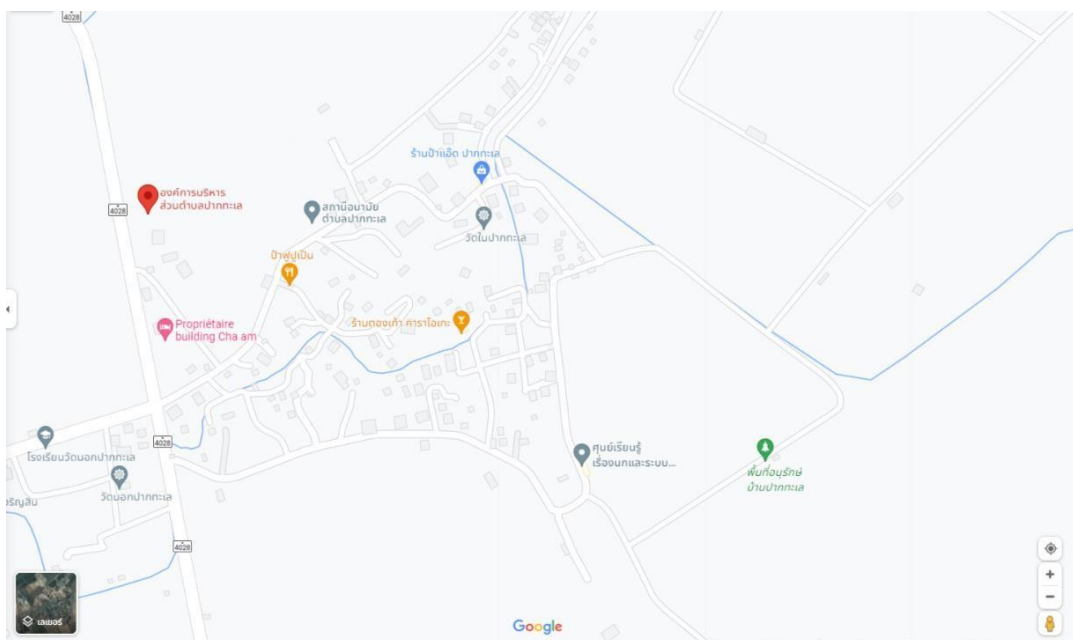 4028
ร้านป้าแอ๊ด ปากทะเล
องค์การบริหาร
ส่วนตำบลปากทะเล
4028
สถานีอนามัย
ตำบลปากทะเล
วัดในปากทะเล
ป้าฟูปูเป็น
Propriétaire
building Cha am
ร้านตองเก้า คาราโอเกะ
4028
โรงเรียนวัดนอกปากทะเล
ศูนย์เรียนรู้
เรื่องนกและระบบ...
พื้นที่อนุรักษ์
บ้านปากทะเล
วัดนอกปากทะเล
4028
เลเยอร์
Google